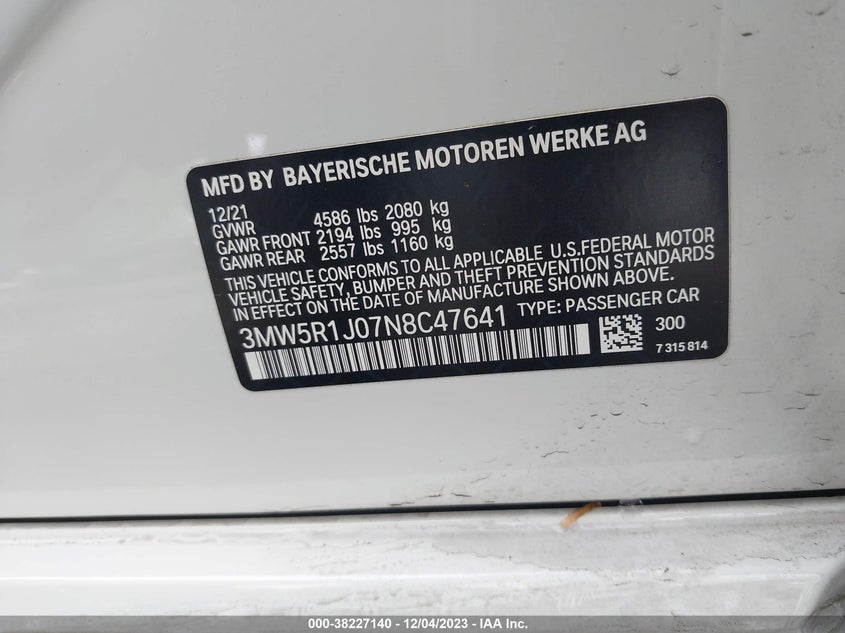 MFD BY BAYERISCHE MOTOREN WERKE AG
12/21
GVWR 4586 lbs 2080 kg
GAWR FRONT 2194 lbs 995 kg
GAWR REAR 2557 lbs 1160 kg
THIS VEHICLE CONFORMS TO ALL APPLICABLE U.S.FEDERAL MOTOR
VEHICLE SAFETY, BUMPER AND THEFT PREVENTION STANDARDS
IN EFFECT ON THE DATE OF MANUFACTURE SHOWN ABOVE.
3MW5R1J07N8C47641 TYPE: PASSENGER CAR
300
7 315 814
000-38227140 - 12/04/2023 - IAA Inc.